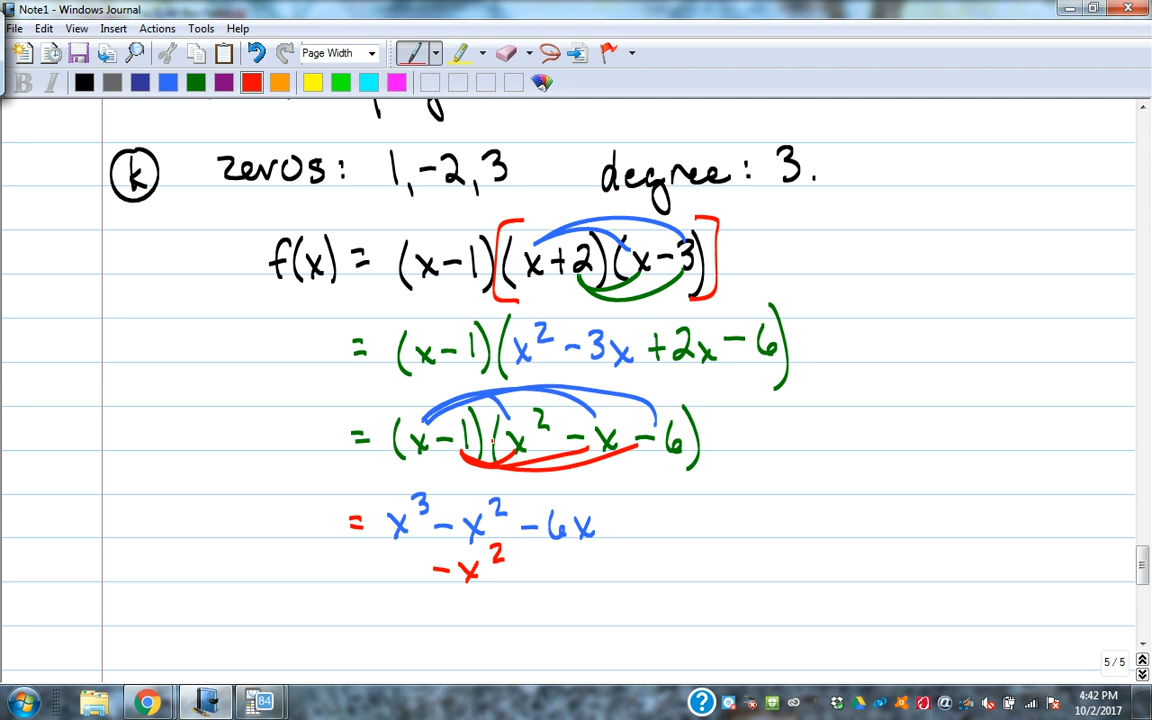 Note1 - Windows Journal
File Edit View Insert Actions Tools Help
Page Width
B I
k zeros: 1, -2, 3 degree: 3.
f(x) = (x-1)[(x+2)(x-3)]
= (x-1)(x² - 3x + 2x - 6)
= (x-1)(x² - x - 6)
= x³ - x² - 6x
- x²
5 / 5
84
4:42 PM
10/2/2017